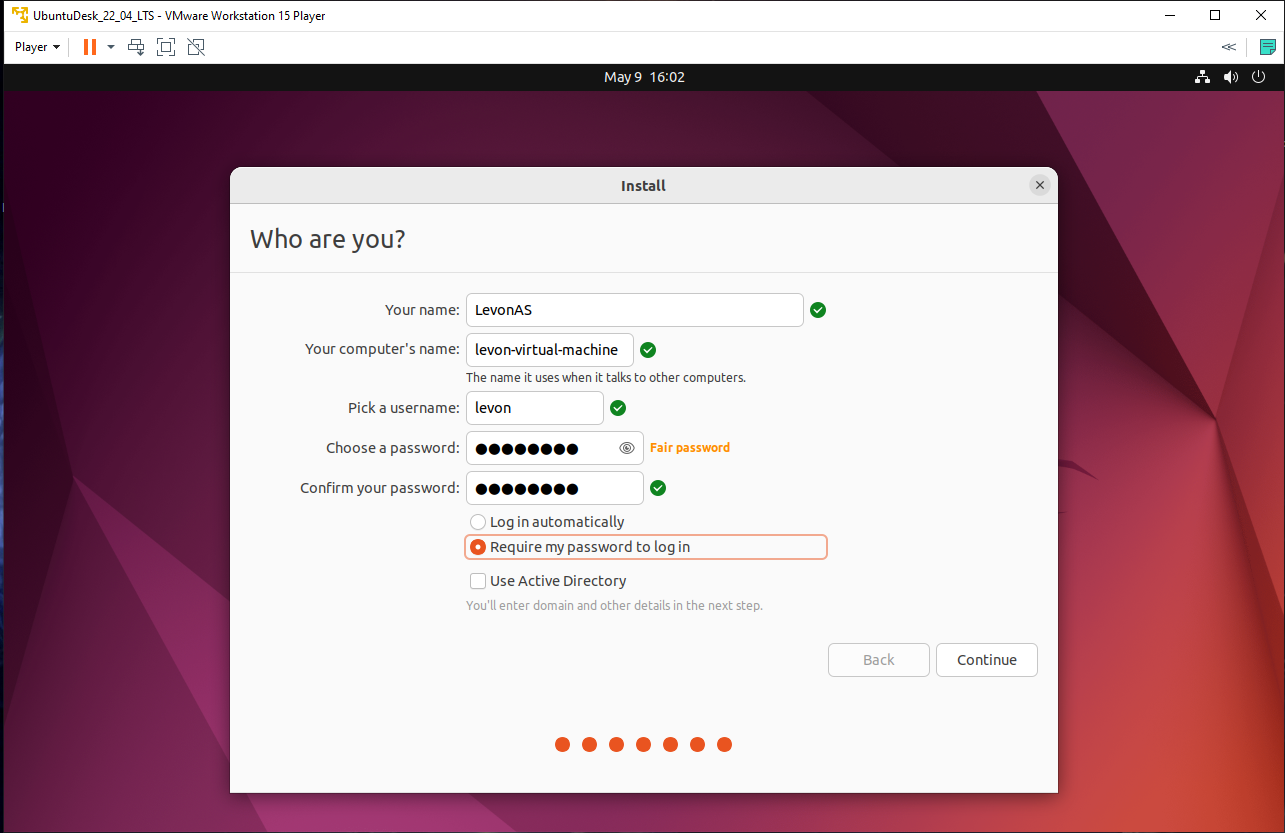 UbuntuDesk_22_04_LTS - VMware Workstation 15 Player
Player
May 9 16:02
Install
Who are you?
Your name: LevonAS
Your computer's name: levon-virtual-machine
The name it uses when it talks to other computers.
Pick a username: levon
Choose a password: ●●●●●●●● Fair password
Confirm your password: ●●●●●●●●
Log in automatically
Require my password to log in
Use Active Directory
You'll enter domain and other details in the next step.
Back Continue